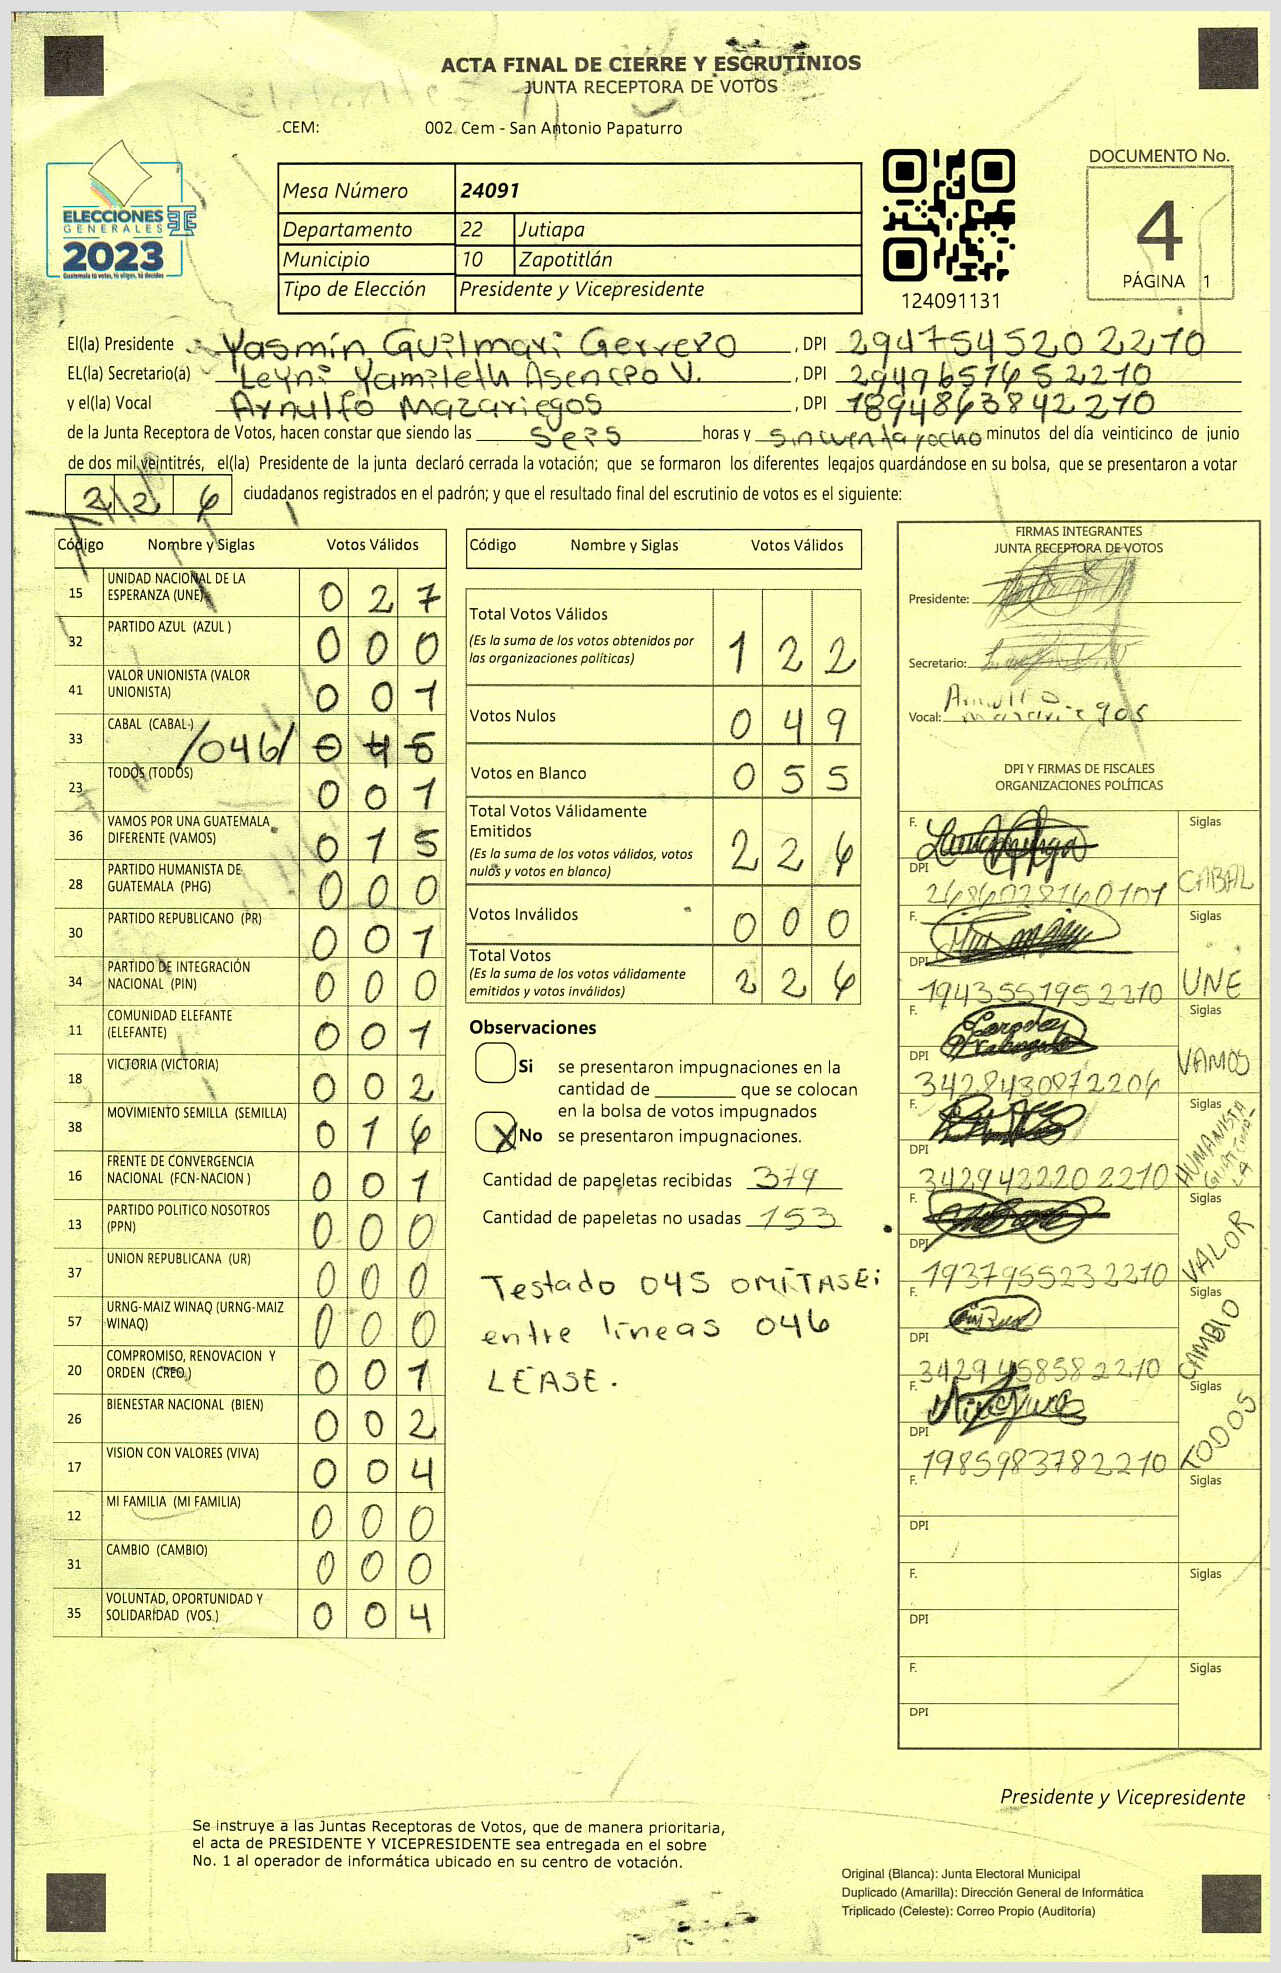 ACTA FINAL DE CIERRE Y ESCRUTINIOS
JUNTA RECEPTORA DE VOTOS
CEM: 002 Cem - San Antonio Papaturro
ELECCIONES
GENERALES
2023
Guatemala tú votas, tú eliges, tú decides
Mesa Número 24091
Departamento 22 Jutiapa
Municipio 10 Zapotitlán
Tipo de Elección Presidente y Vicepresidente
124091131
DOCUMENTO No.
4
PÁGINA 1
El(la) Presidente Yasmín Guilmari Gerrero , DPI 2947545202270
EL(la) Secretario(a) Leyni Yamileth Asencio V. , DPI 2949651652210
y el(la) Vocal Arnulfo Mazariegos , DPI 1894863842210
de la Junta Receptora de Votos, hacen constar que siendo las seis horas y sincuentayocho minutos del día veinticinco de junio
de dos mil veintitrés, el(la) Presidente de la junta declaró cerrada la votación; que se formaron los diferentes legajos quardándose en su bolsa, que se presentaron a votar
2 2 6 ciudadanos registrados en el padrón; y que el resultado final del escrutinio de votos es el siguiente:
Código Nombre y Siglas Votos Válidos
15 UNIDAD NACIONAL DE LA ESPERANZA (UNE) 0 2 7
32 PARTIDO AZUL (AZUL ) 0 0 0
41 VALOR UNIONISTA (VALOR UNIONISTA) 0 0 1
33 CABAL (CABAL) /046/ 0 4 5
23 TODOS (TODOS) 0 0 1
36 VAMOS POR UNA GUATEMALA DIFERENTE (VAMOS) 0 1 5
28 PARTIDO HUMANISTA DE GUATEMALA (PHG) 0 0 0
30 PARTIDO REPUBLICANO (PR) 0 0 1
34 PARTIDO DE INTEGRACIÓN NACIONAL (PIN) 0 0 0
11 COMUNIDAD ELEFANTE (ELEFANTE) 0 0 1
18 VICTORIA (VICTORIA) 0 0 2
38 MOVIMIENTO SEMILLA (SEMILLA) 0 1 6
16 FRENTE DE CONVERGENCIA NACIONAL (FCN-NACION ) 0 0 1
13 PARTIDO POLITICO NOSOTROS (PPN) 0 0 0
37 UNION REPUBLICANA (UR) 0 0 0
57 URNG-MAIZ WINAQ (URNG-MAIZ WINAQ) 0 0 0
20 COMPROMISO, RENOVACION Y ORDEN (CREO.) 0 0 1
26 BIENESTAR NACIONAL (BIEN) 0 0 2
17 VISION CON VALORES (VIVA) 0 0 4
12 MI FAMILIA (MI FAMILIA) 0 0 0
31 CAMBIO (CAMBIO) 0 0 0
35 VOLUNTAD, OPORTUNIDAD Y SOLIDARIDAD (VOS.) 0 0 4
Código Nombre y Siglas Votos Válidos
Total Votos Válidos 1 2 2
(Es la suma de los votos obtenidos por
las organizaciones políticas)
Votos Nulos 0 4 9
Votos en Blanco 0 5 5
Total Votos Válidamente
Emitidos 2 2 6
(Es la suma de los votos válidos, votos
nulos y votos en blanco)
Votos Inválidos 0 0 0
Total Votos 2 2 6
(Es la suma de los votos válidamente
emitidos y votos inválidos)
Observaciones
Si se presentaron impugnaciones en la
cantidad de ________ que se colocan
en la bolsa de votos impugnados
X No se presentaron impugnaciones.
Cantidad de papeletas recibidas 379
Cantidad de papeletas no usadas 153
Testado 045 OMITASE;
entre lineas 046
LEASE.
FIRMAS INTEGRANTES
JUNTA RECEPTORA DE VOTOS
Presidente:
Secretario:
Vocal: Arnulfo
Mazariegos
DPI Y FIRMAS DE FISCALES
ORGANIZACIONES POLÍTICAS
F. Siglas
DPI 2686028160101 CABAL
F. Siglas
DPI 1943551952210 UNE
F. Siglas
DPI 3428430872206 VAMOS
F. Siglas
DPI 3429422202210 HUMANISTA
F. Siglas
DPI 1937955232210 VALOR
F. Siglas
DPI 3429458582210 CAMBIO
F. Siglas
DPI 1985983782210 TODOS
F. Siglas
DPI
F. Siglas
DPI
F. Siglas
DPI
Presidente y Vicepresidente
Se instruye a las Juntas Receptoras de Votos, que de manera prioritaria,
el acta de PRESIDENTE Y VICEPRESIDENTE sea entregada en el sobre
No. 1 al operador de informática ubicado en su centro de votación.
Original (Blanca): Junta Electoral Municipal
Duplicado (Amarilla): Dirección General de Informática
Triplicado (Celeste): Correo Propio (Auditoría)